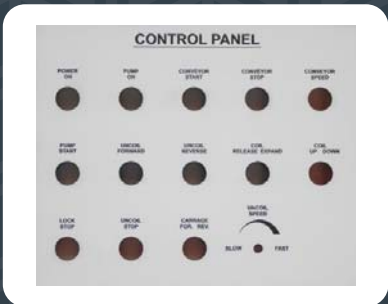 CONTROL PANEL
POWER ON
PUMP ON
CONVEYOR START
CONVEYOR STOP
CONVEYOR SPEED
PUMP START
UNCOIL FORWARD
UNCOIL REVERSE
COIL RELEASE EXPAND
COIL UP DOWN
LOCK STOP
UNCOIL STOP
CARRAGE FOR. REV.
UNCOIL SPEED
SLOW FAST